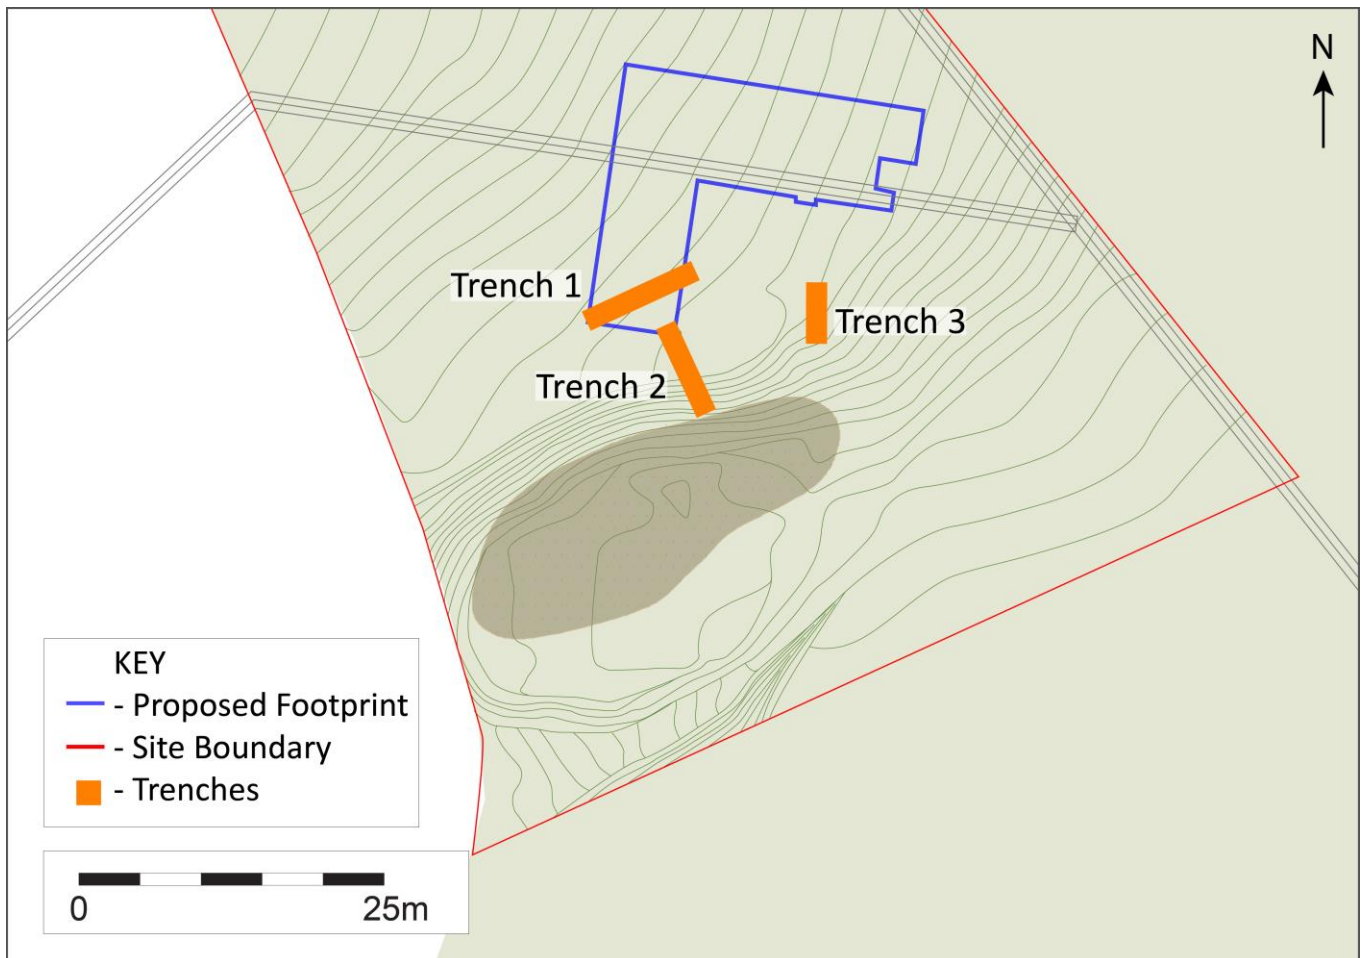 N
Trench 1
Trench 3
Trench 2
KEY
- Proposed Footprint
- Site Boundary
- Trenches
0 25m